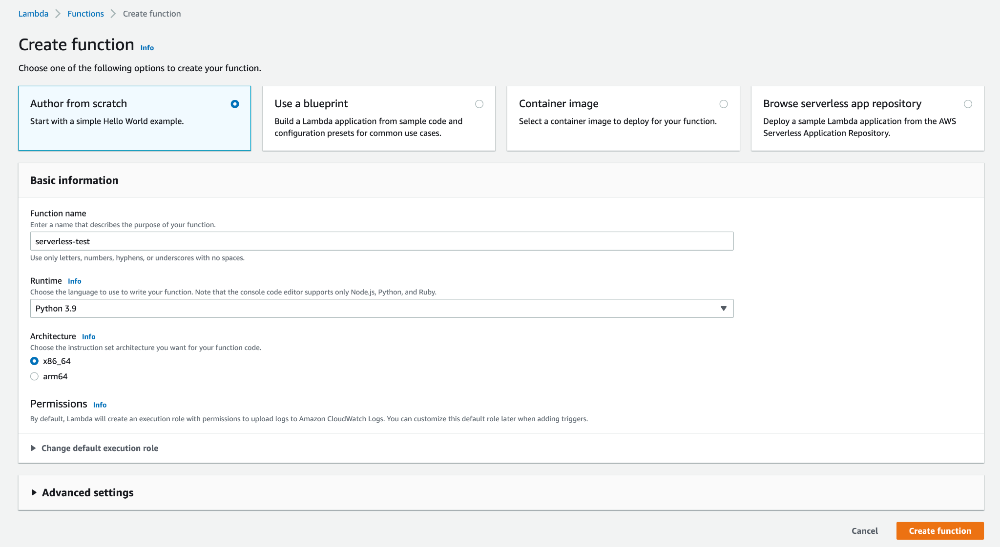 Lambda Functions Create function
Create function Info
Choose one of the following options to create your function.
Author from scratch
Start with a simple Hello World example.
Use a blueprint
Build a Lambda application from sample code and
configuration presets for common use cases.
Container image
Select a container image to deploy for your function.
Browse serverless app repository
Deploy a sample Lambda application from the AWS
Serverless Application Repository.
Basic information
Function name
Enter a name that describes the purpose of your function.
serverless-test
Use only letters, numbers, hyphens, or underscores with no spaces.
Runtime Info
Choose the language to use to write your function. Note that the console code editor supports only Node.js, Python, and Ruby.
Python 3.9
Architecture Info
Choose the instruction set architecture you want for your function code.
x86_64
arm64
Permissions Info
By default, Lambda will create an execution role with permissions to upload logs to Amazon CloudWatch Logs. You can customize this default role later when adding triggers.
Change default execution role
Advanced settings
Cancel Create function